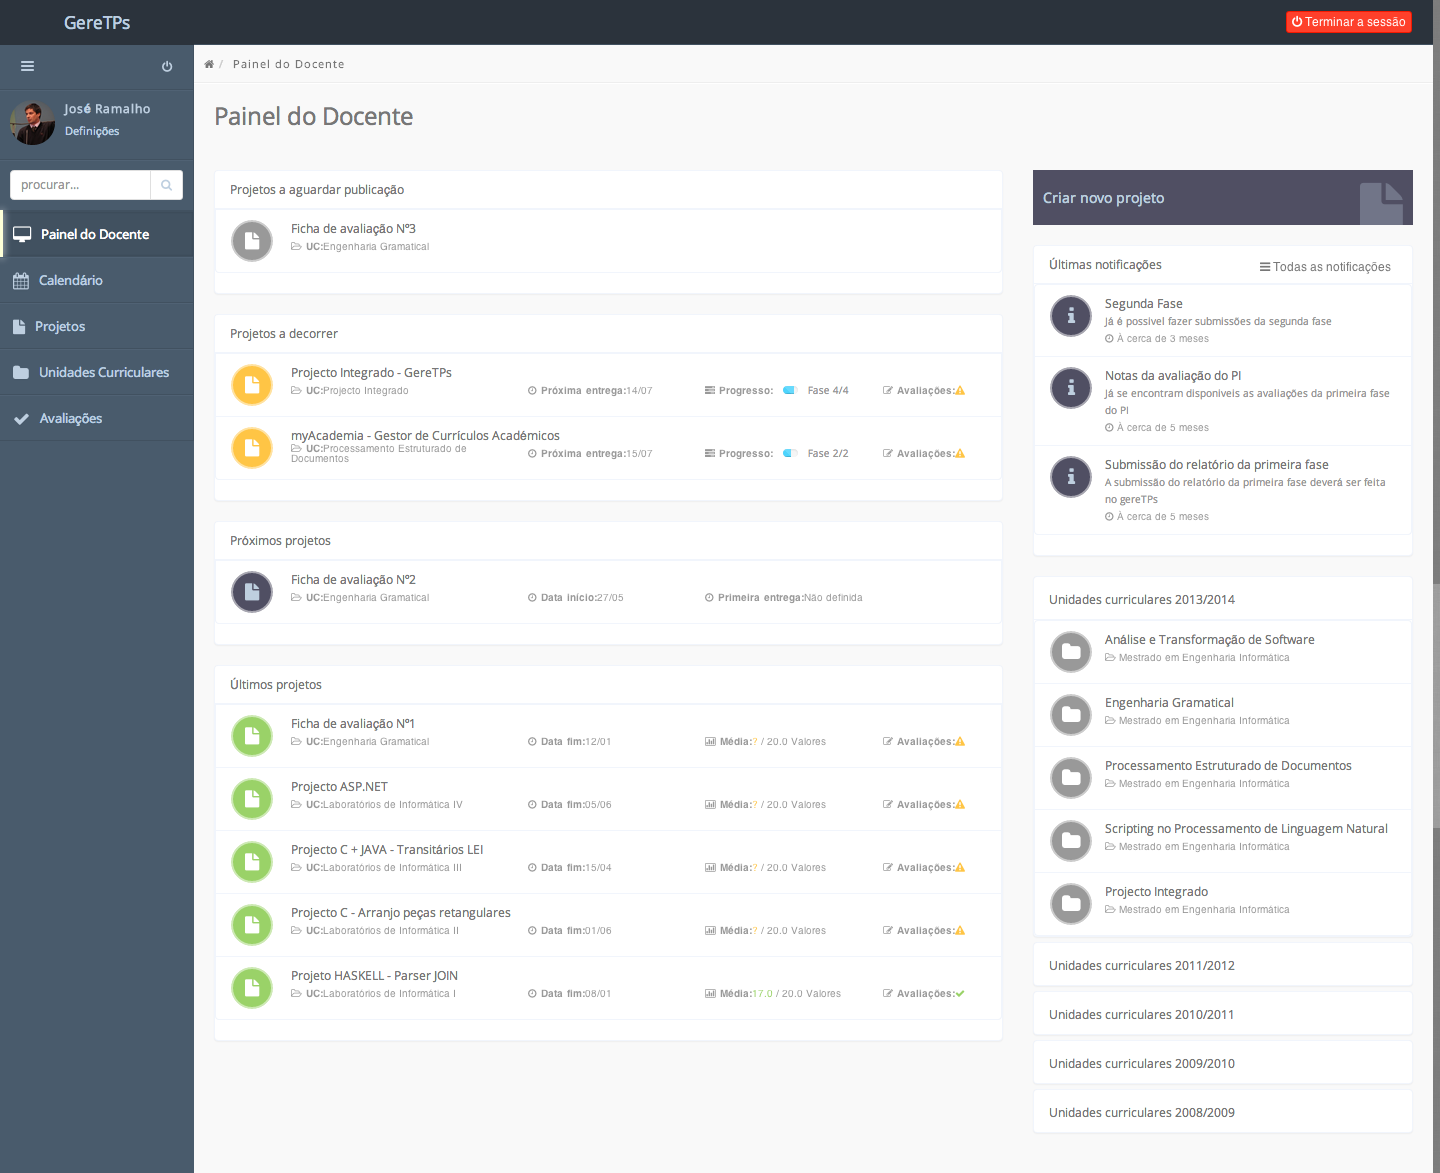 GereTPs
Terminar a sessão
José Ramalho
Definições
procurar...
Painel do Docente
Calendário
Projetos
Unidades Curriculares
Avaliações
/ Painel do Docente
Painel do Docente
Projetos a aguardar publicação
Ficha de avaliação Nº3
UC:Engenharia Gramatical
Projetos a decorrer
Projecto Integrado - GereTPs
UC:Projecto Integrado Próxima entrega:14/07 Progresso: Fase 4/4 Avaliações:
myAcademia - Gestor de Currículos Académicos
UC:Processamento Estruturado de
Documentos
Próxima entrega:15/07 Progresso: Fase 2/2 Avaliações:
Próximos projetos
Ficha de avaliação Nº2
UC:Engenharia Gramatical Data início:27/05 Primeira entrega:Não definida
Últimos projetos
Ficha de avaliação Nº1
UC:Engenharia Gramatical Data fim:12/01 Média:? / 20.0 Valores Avaliações:
Projecto ASP.NET
UC:Laboratórios de Informática IV Data fim:05/06 Média:? / 20.0 Valores Avaliações:
Projecto C + JAVA - Transitários LEI
UC:Laboratórios de Informática III Data fim:15/04 Média:? / 20.0 Valores Avaliações:
Projecto C - Arranjo peças retangulares
UC:Laboratórios de Informática II Data fim:01/06 Média:? / 20.0 Valores Avaliações:
Projeto HASKELL - Parser JOIN
UC:Laboratórios de Informática I Data fim:08/01 Média:17.0 / 20.0 Valores Avaliações:
Criar novo projeto
Últimas notificações Todas as notificações
Segunda Fase
Já é possivel fazer submissões da segunda fase
À cerca de 3 meses
Notas da avaliação do PI
Já se encontram disponiveis as avaliações da primeira fase
do PI
À cerca de 5 meses
Submissão do relatório da primeira fase
A submissão do relatório da primeira fase deverá ser feita
no gereTPs
À cerca de 5 meses
Unidades curriculares 2013/2014
Análise e Transformação de Software
Mestrado em Engenharia Informática
Engenharia Gramatical
Mestrado em Engenharia Informática
Processamento Estruturado de Documentos
Mestrado em Engenharia Informática
Scripting no Processamento de Linguagem Natural
Mestrado em Engenharia Informática
Projecto Integrado
Mestrado em Engenharia Informática
Unidades curriculares 2011/2012
Unidades curriculares 2010/2011
Unidades curriculares 2009/2010
Unidades curriculares 2008/2009